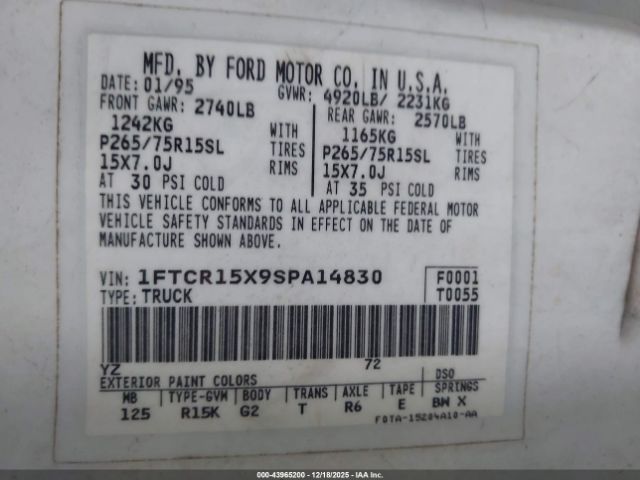 MFD. BY FORD MOTOR CO. IN U.S.A.
DATE: 01/95 GVWR: 4920LB/ 2231KG
FRONT GAWR: 2740LB REAR GAWR: 2570LB
1242KG WITH 1165KG WITH
P265/75R15SL TIRES P265/75R15SL TIRES
15X7.0J RIMS 15X7.0J RIMS
AT 30 PSI COLD AT 35 PSI COLD
THIS VEHICLE CONFORMS TO ALL APPLICABLE FEDERAL MOTOR
VEHICLE SAFETY STANDARDS IN EFFECT ON THE DATE OF
MANUFACTURE SHOWN ABOVE.
VIN: 1FTCR15X9SPA14830 F0001
TYPE: TRUCK T0055
YZ 72
EXTERIOR PAINT COLORS DSO
WB TYPE-GVM BODY TRANS AXLE TAPE SPRINGS
125 R15K G2 T R6 E BW X
F0TA-15204A10-AA
000-43965200 - 12/18/2025 - IAA Inc.